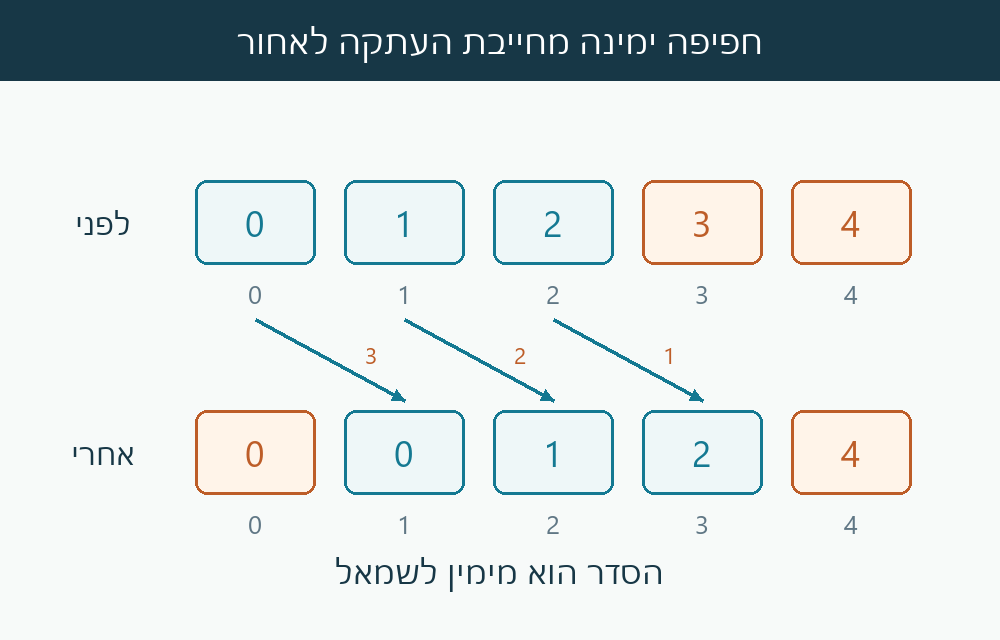 חפיפה ימינה מחייבת העתקה לאחור
לפני 0 1 2 3 4
0 1 2 3 4
3 2 1
אחרי 0 0 1 2 4
0 1 2 3 4
הסדר הוא מימין לשמאל